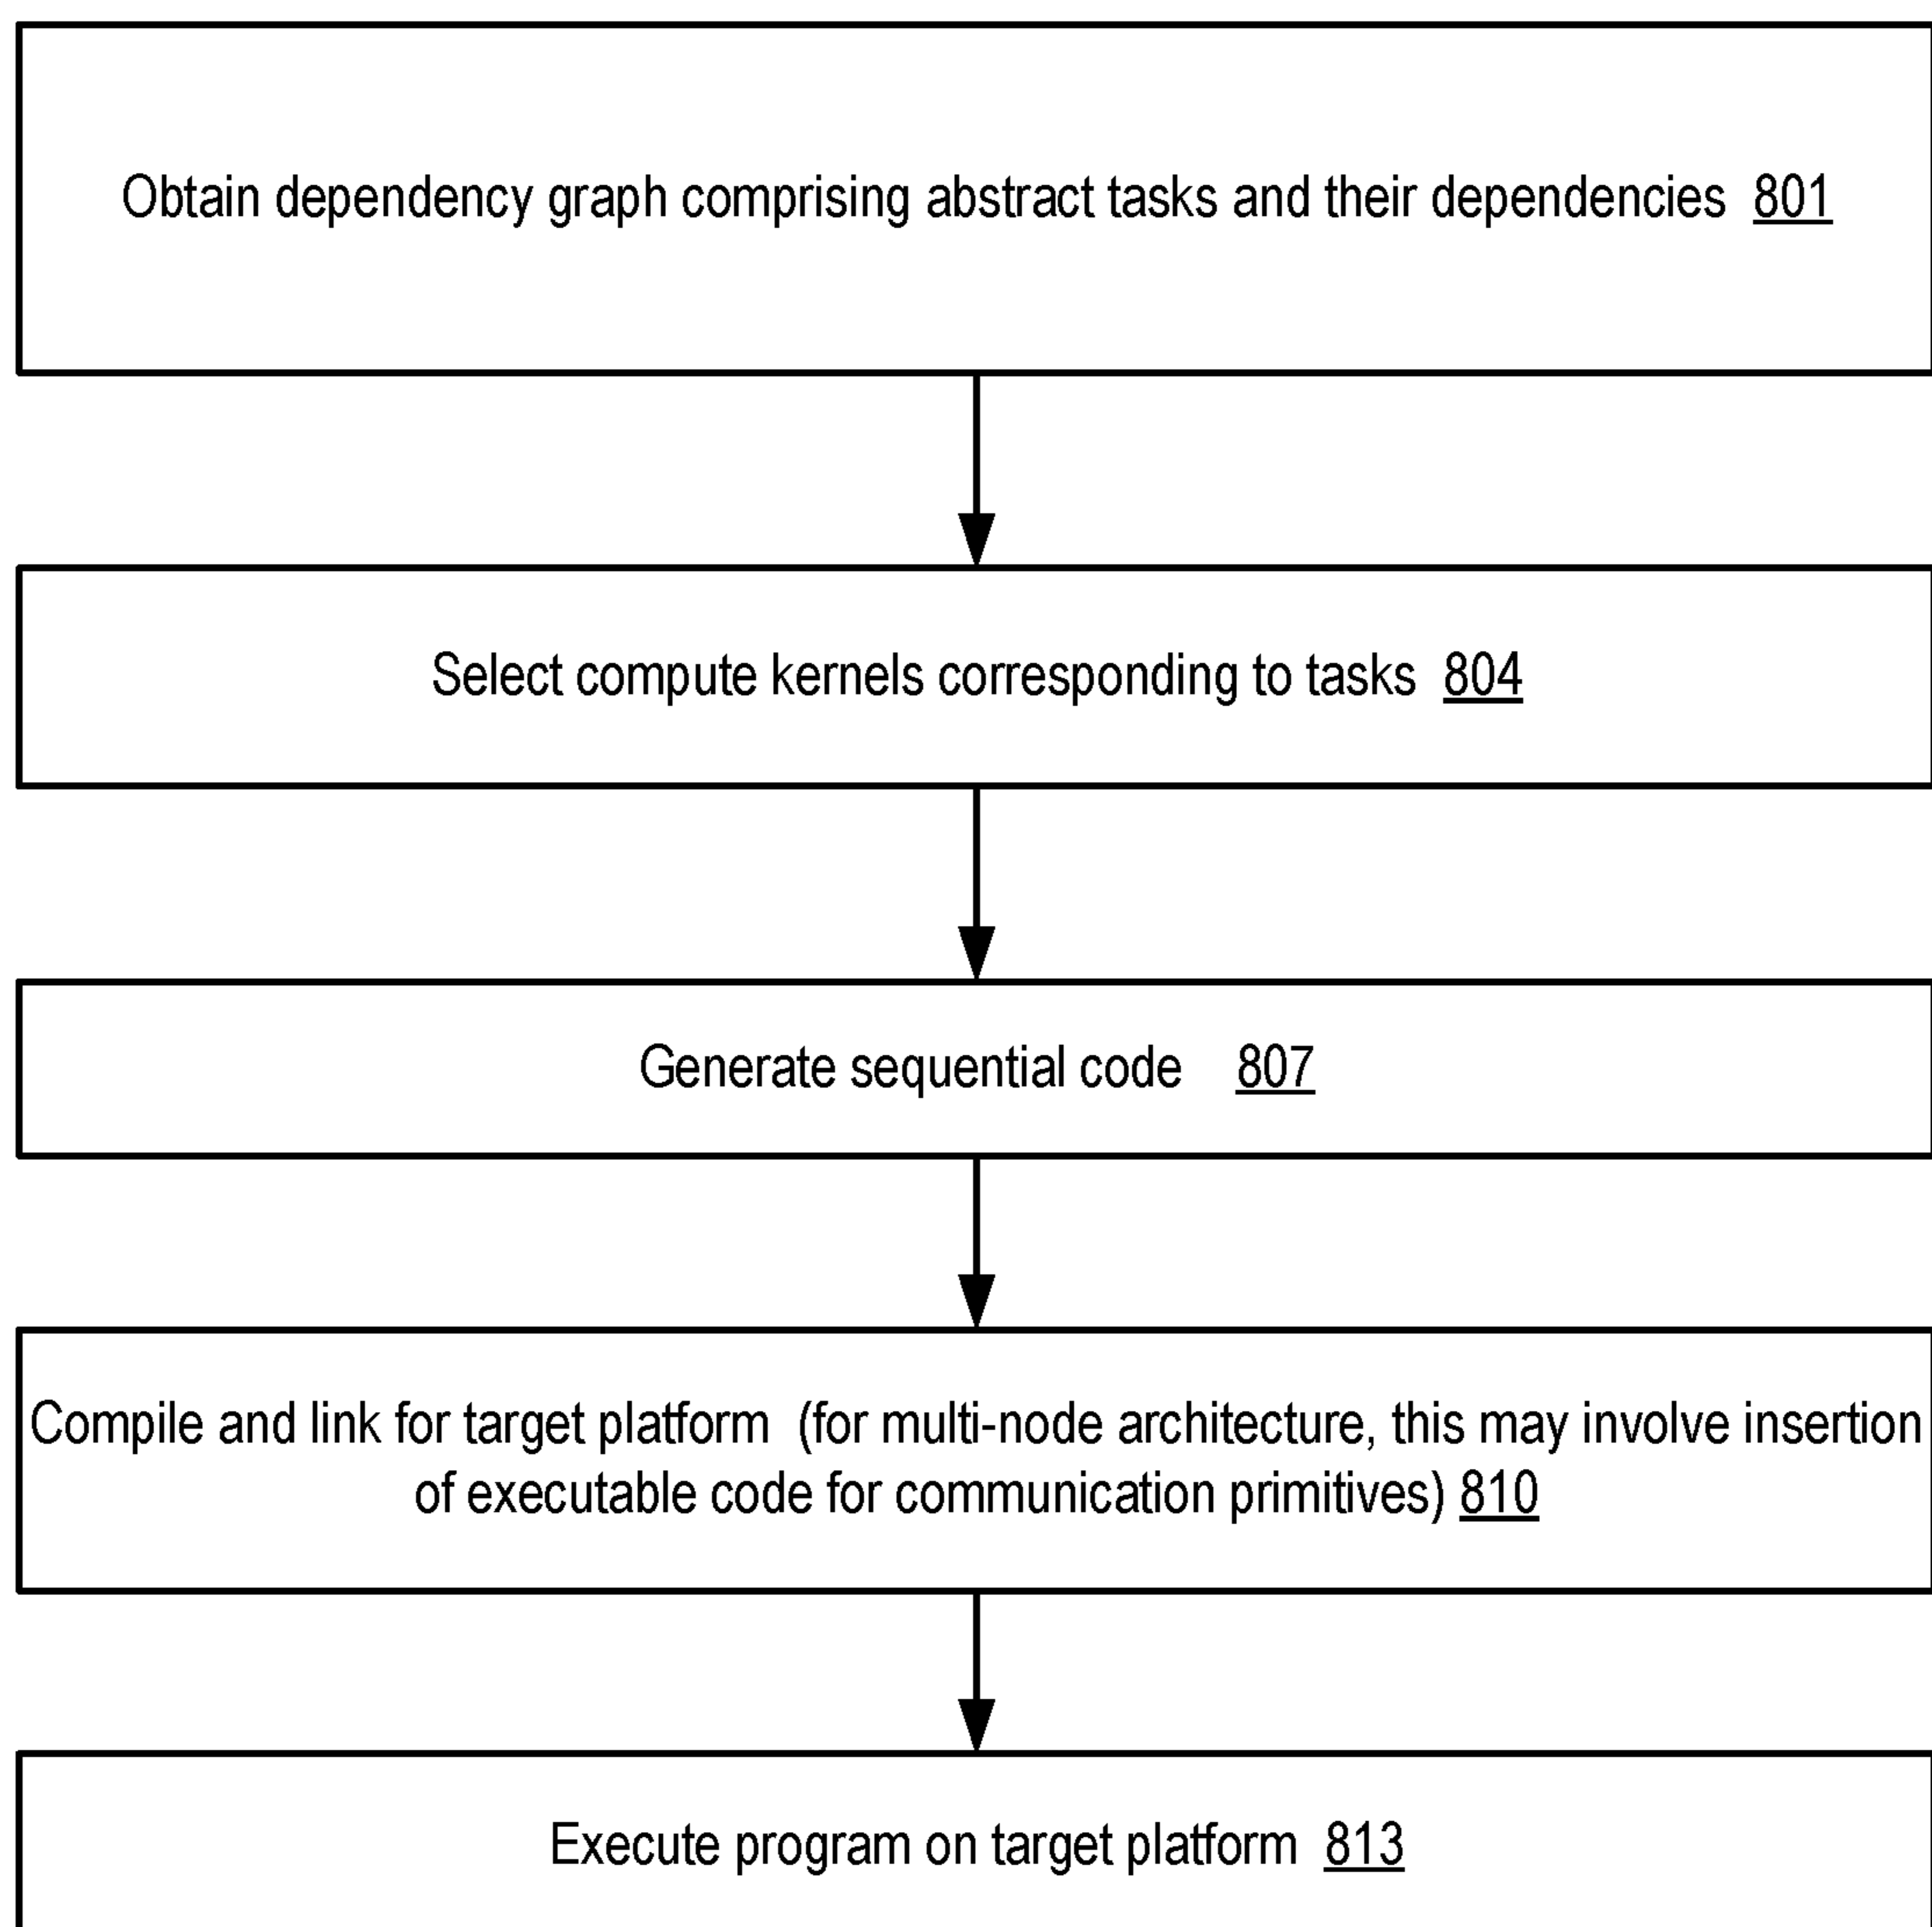 Obtain dependency graph comprising abstract tasks and their dependencies 801
Select compute kernels corresponding to tasks 804
Generate sequential code 807
Compile and link for target platform (for multi-node architecture, this may involve insertion
of executable code for communication primitives) 810
Execute program on target platform 813